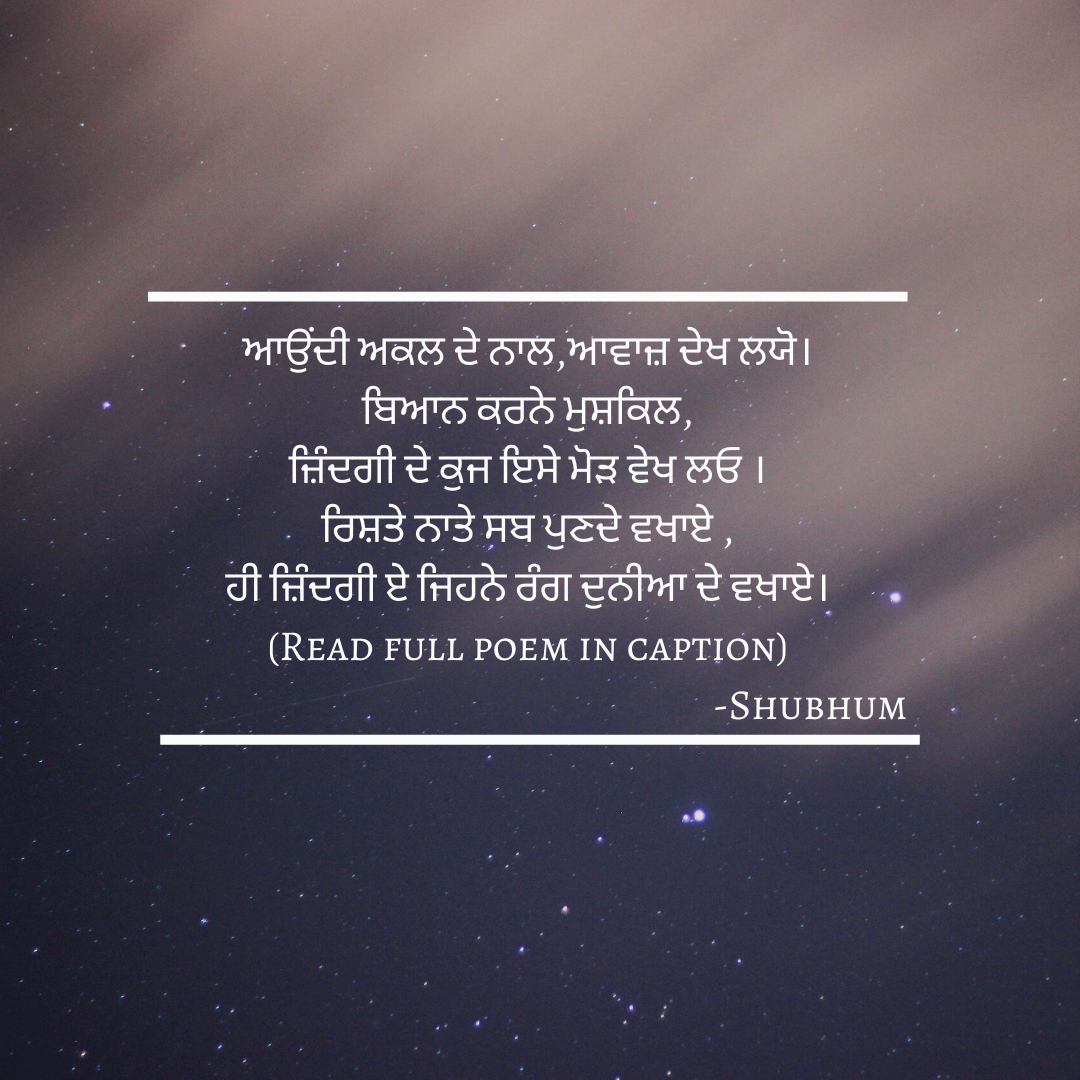 ਆਉਂਦੀ ਅਕਲ ਦੇ ਨਾਲ,ਆਵਾਜ਼ ਦੇਖ ਲਯੋ।
ਬਿਆਨ ਕਰਨੇ ਮੁਸ਼ਕਿਲ,
ਜ਼ਿੰਦਗੀ ਦੇ ਕੁਜ ਇਸੇ ਮੋੜ ਵੇਖ ਲਓ ।
ਰਿਸ਼ਤੇ ਨਾਤੇ ਸਬ ਪੁਣਦੇ ਵਖਾਏ ,
ਹੀ ਜ਼ਿੰਦਗੀ ਏ ਜਿਹਨੇ ਰੰਗ ਦੁਨੀਆ ਦੇ ਵਖਾਏ।
(Read full poem in caption)
-Shubhum